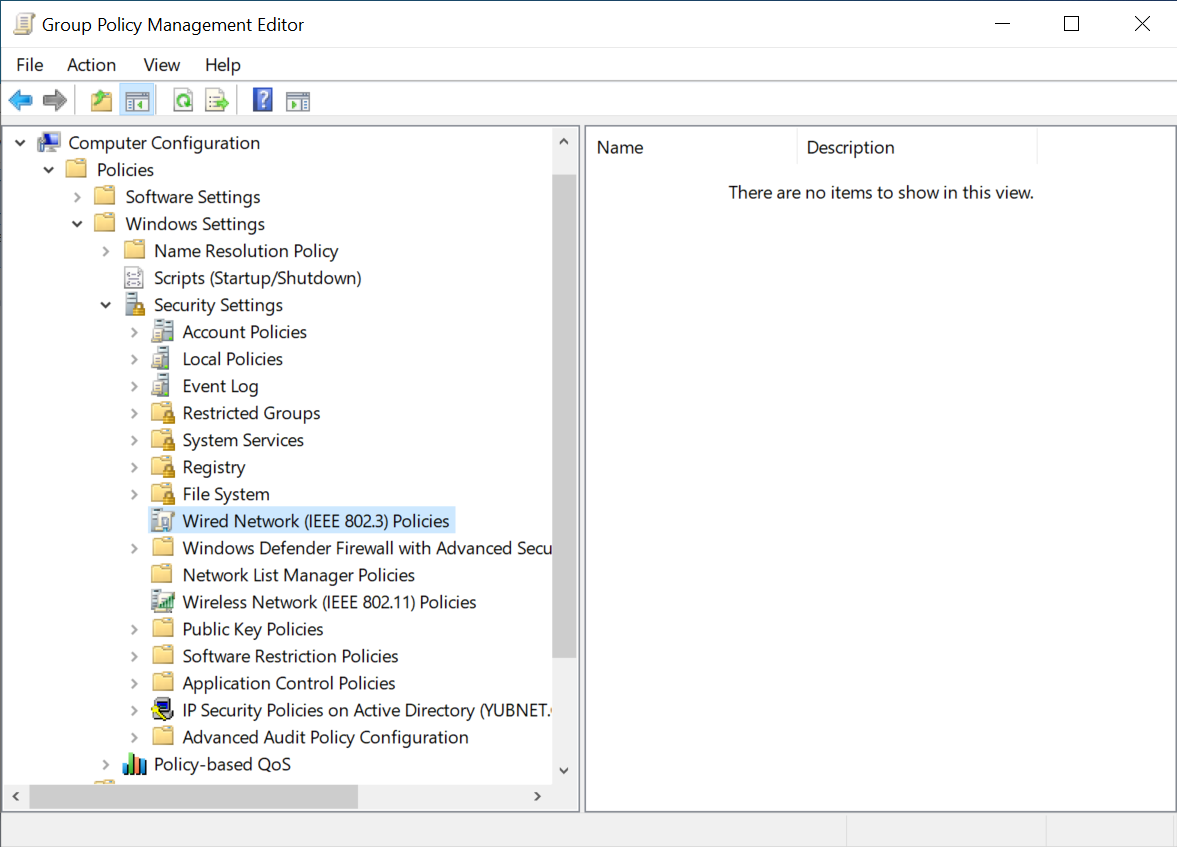 Group Policy Management Editor
File Action View Help
Computer Configuration
Policies
Software Settings
Windows Settings
Name Resolution Policy
Scripts (Startup/Shutdown)
Security Settings
Account Policies
Local Policies
Event Log
Restricted Groups
System Services
Registry
File System
Wired Network (IEEE 802.3) Policies
Windows Defender Firewall with Advanced Secu
Network List Manager Policies
Wireless Network (IEEE 802.11) Policies
Public Key Policies
Software Restriction Policies
Application Control Policies
IP Security Policies on Active Directory (YUBNET.
Advanced Audit Policy Configuration
Policy-based QoS
Name Description
There are no items to show in this view.